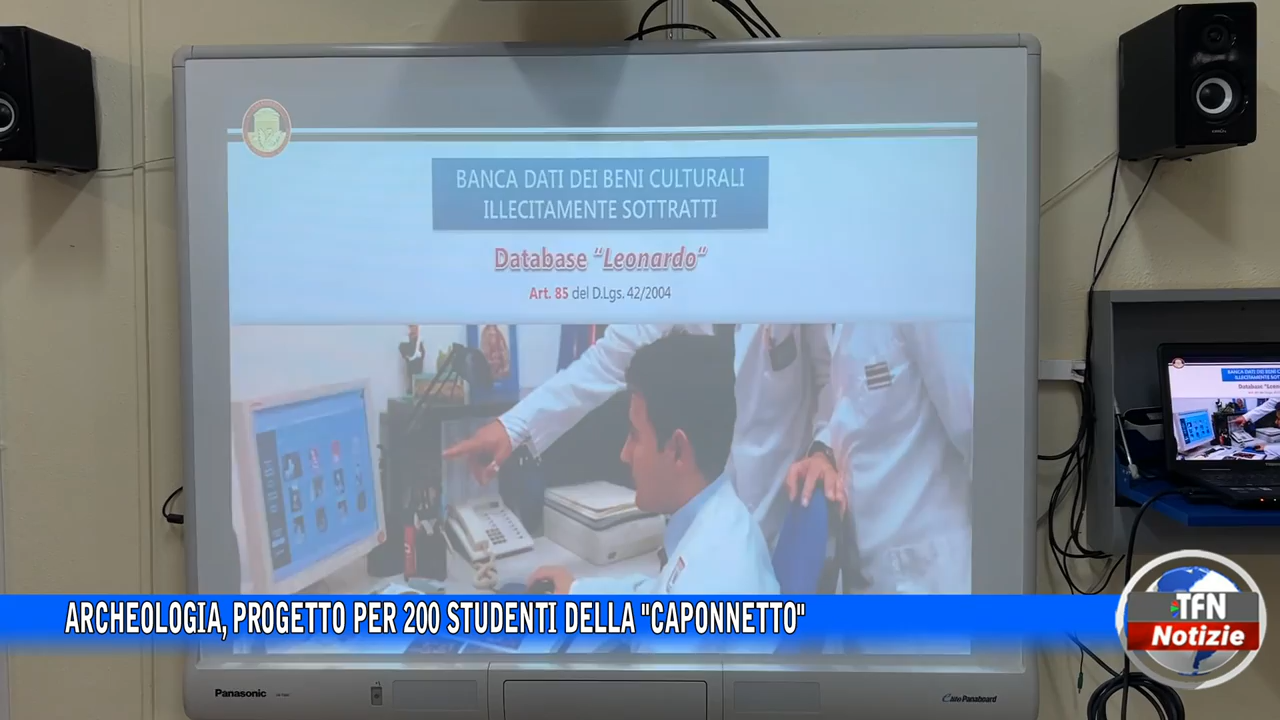 BANCA DATI DEI BENI CULTURALI
ILLECITAMENTE SOTTRATTI
Database “Leonardo”
Art. 85 del D.Lgs. 42/2004
ARCHEOLOGIA, PROGETTO PER 200 STUDENTI DELLA "CAPONNETTO"
TFN
Notizie
Panasonic
elite Panaboard